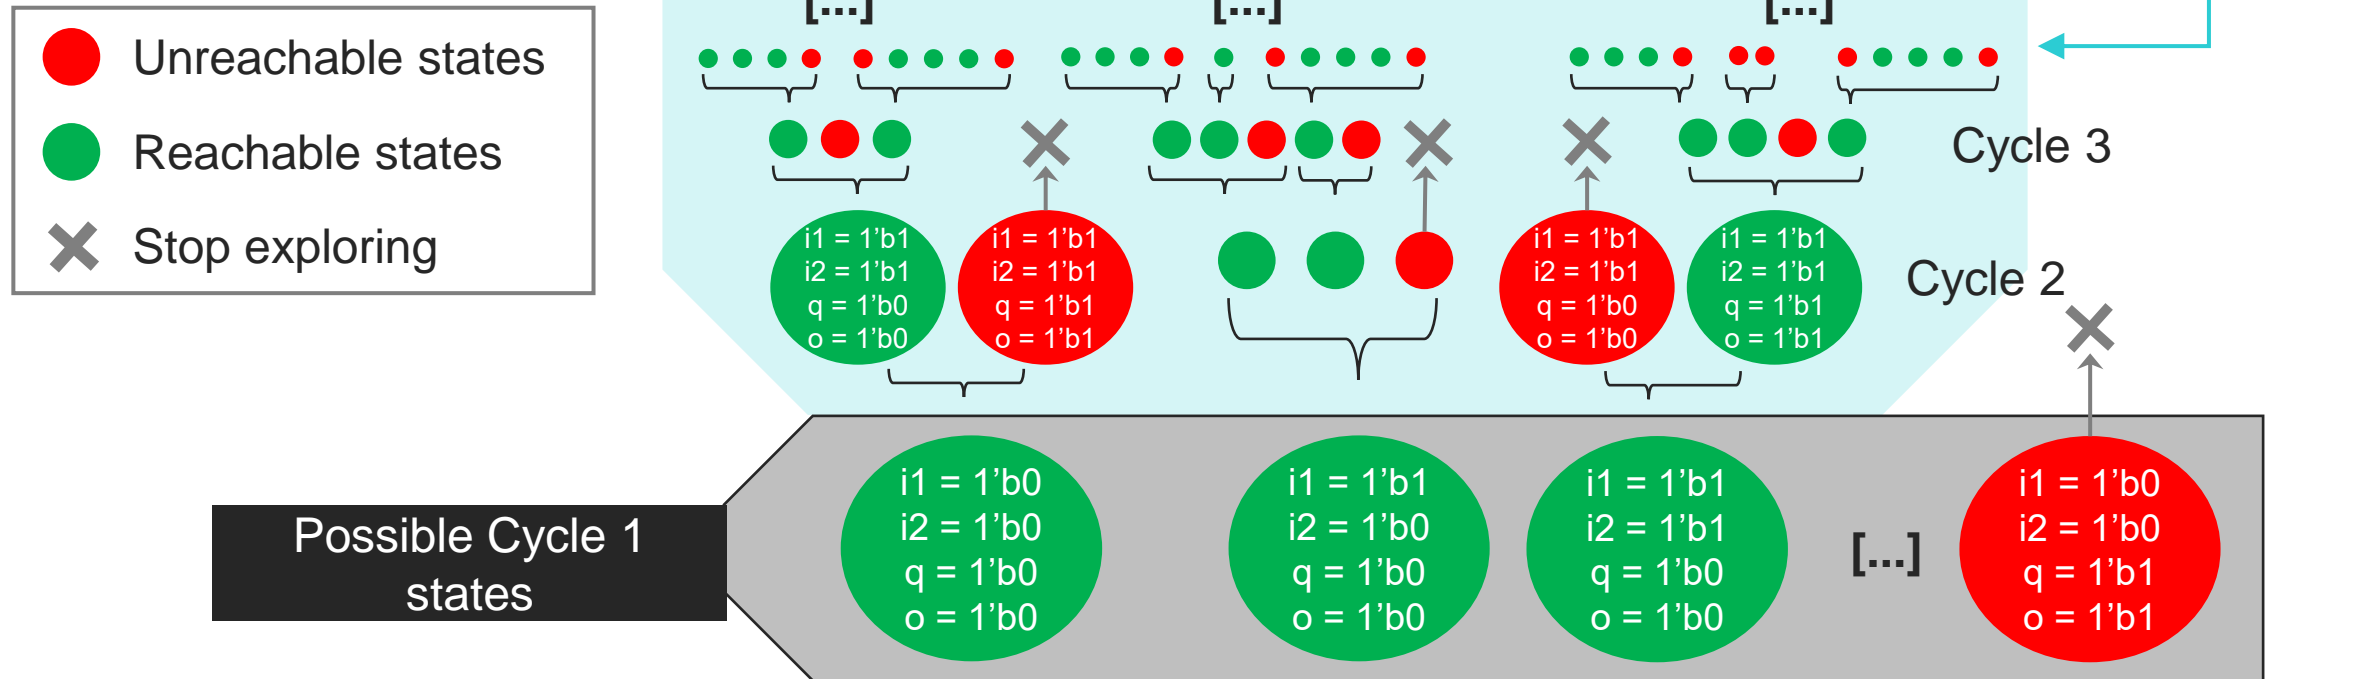 [...]
[...]
[...]
Unreachable states
Reachable states
Stop exploring
Cycle 3
i1 = 1’b1
i2 = 1’b1
q = 1’b0
o = 1’b0
i1 = 1’b1
i2 = 1’b1
q = 1’b1
o = 1’b1
i1 = 1’b1
i2 = 1’b1
q = 1’b0
o = 1’b0
i1 = 1’b1
i2 = 1’b1
q = 1’b1
o = 1’b1
Cycle 2
Possible Cycle 1
states
i1 = 1’b0
i2 = 1’b0
q = 1’b0
o = 1’b0
i1 = 1’b1
i2 = 1’b0
q = 1’b0
o = 1’b0
i1 = 1’b1
i2 = 1’b1
q = 1’b0
o = 1’b0
[...]
i1 = 1’b0
i2 = 1’b0
q = 1’b1
o = 1’b1